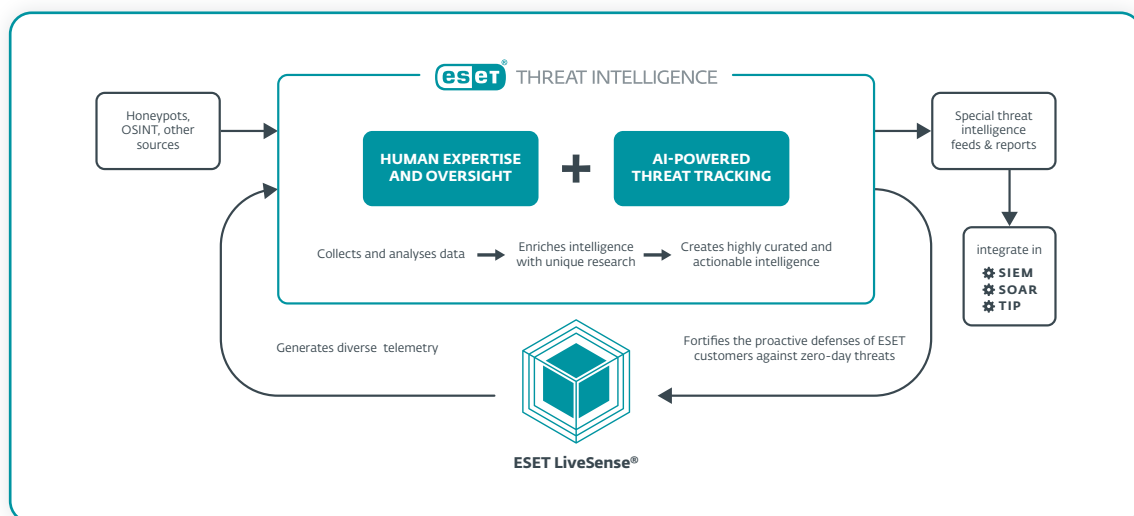 eset® THREAT INTELLIGENCE
Honeypots,
OSINT, other
sources
HUMAN EXPERTISE
AND OVERSIGHT
+
AI-POWERED
THREAT TRACKING
Special threat
intelligence
feeds & reports
Collects and analyses data
Enriches intelligence
with unique research
Creates highly curated and
actionable intelligence
integrate in
SIEM
SOAR
TIP
Generates diverse telemetry
Fortifies the proactive defenses of ESET
customers against zero-day threats
ESET LiveSense®